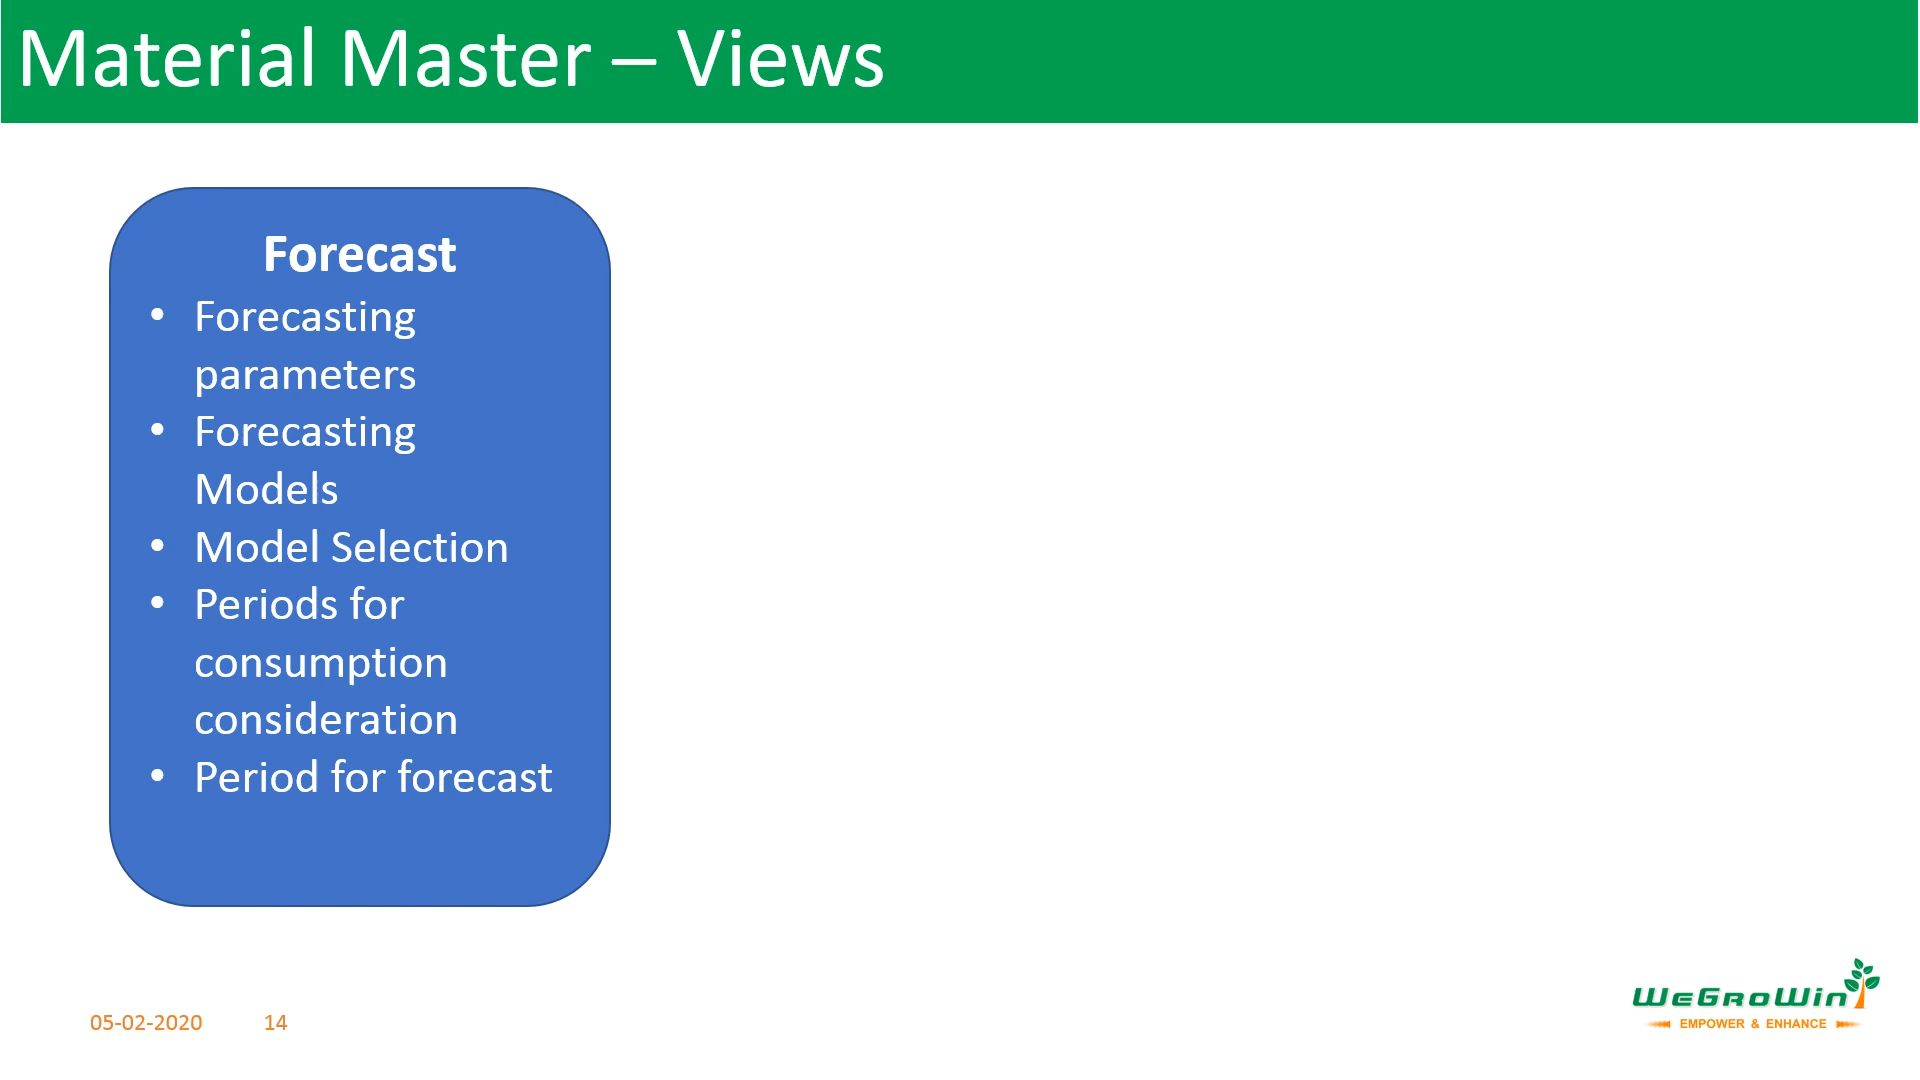 Material Master – Views
Forecast
• Forecasting
parameters
• Forecasting
Models
• Model Selection
• Periods for
consumption
consideration
• Period for forecast
05-02-2020 14
WeGroWin
EMPOWER & ENHANCE